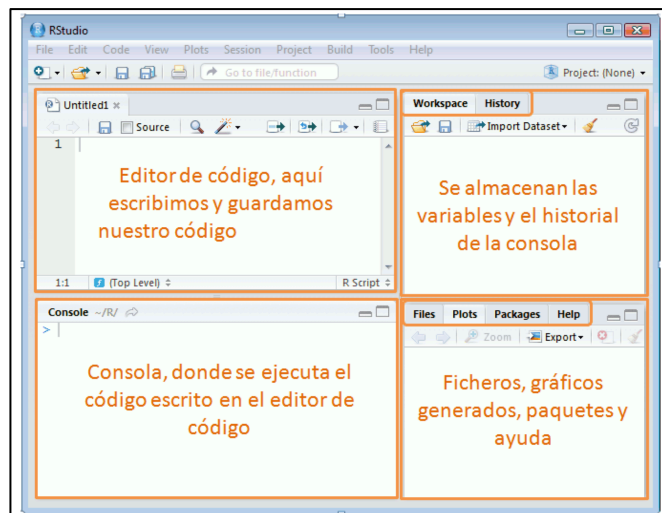 RStudio
File Edit Code View Plots Session Project Build Tools Help
Go to file/function
Project: (None)
Untitled1
Source
1
Editor de código, aquí
escribimos y guardamos
nuestro código
1:1 (Top Level) R Script
Workspace History
Import Dataset
Se almacenan las
variables y el historial
de la consola
Console ~/R/
>
Consola, donde se ejecuta el
código escrito en el editor de
código
Files Plots Packages Help
Zoom Export
Ficheros, gráficos
generados, paquetes y
ayuda